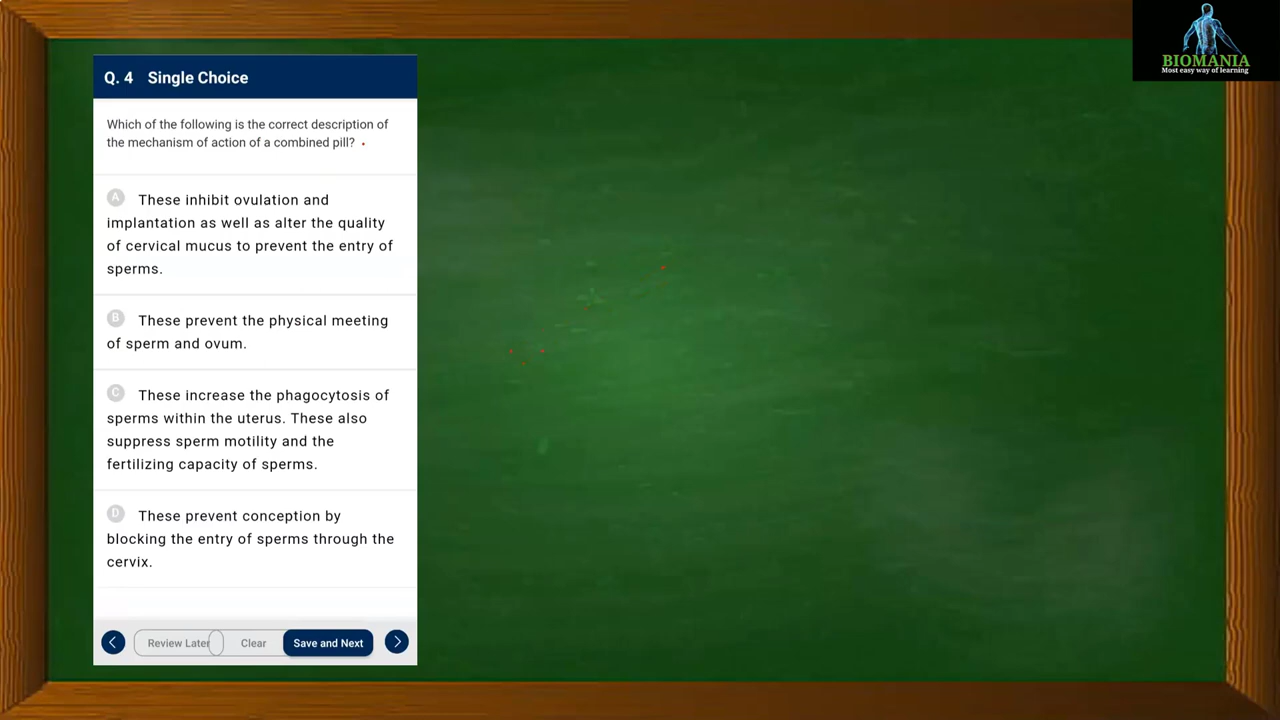 BIOMANIA
Most easy way of learning
Q. 4 Single Choice
Which of the following is the correct description of
the mechanism of action of a combined pill?
A These inhibit ovulation and
implantation as well as alter the quality
of cervical mucus to prevent the entry of
sperms.
B These prevent the physical meeting
of sperm and ovum.
C These increase the phagocytosis of
sperms within the uterus. These also
suppress sperm motility and the
fertilizing capacity of sperms.
D These prevent conception by
blocking the entry of sperms through the
cervix.
Review Later Clear Save and Next